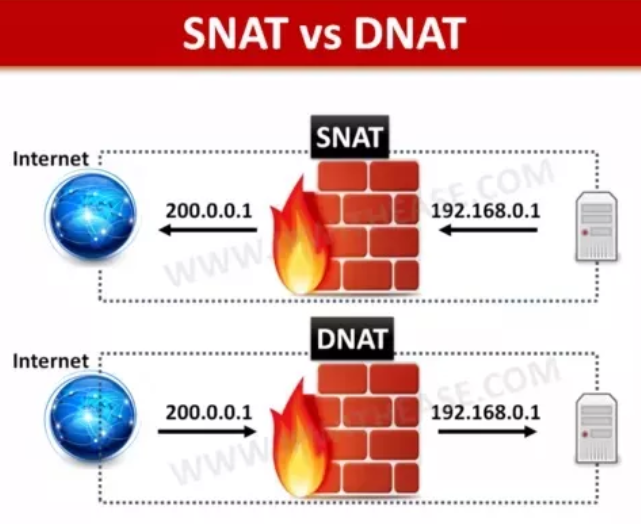 SNAT vs DNAT
SNAT
Internet
200.0.0.1
192.168.0.1
DNAT
Internet
200.0.0.1
192.168.0.1